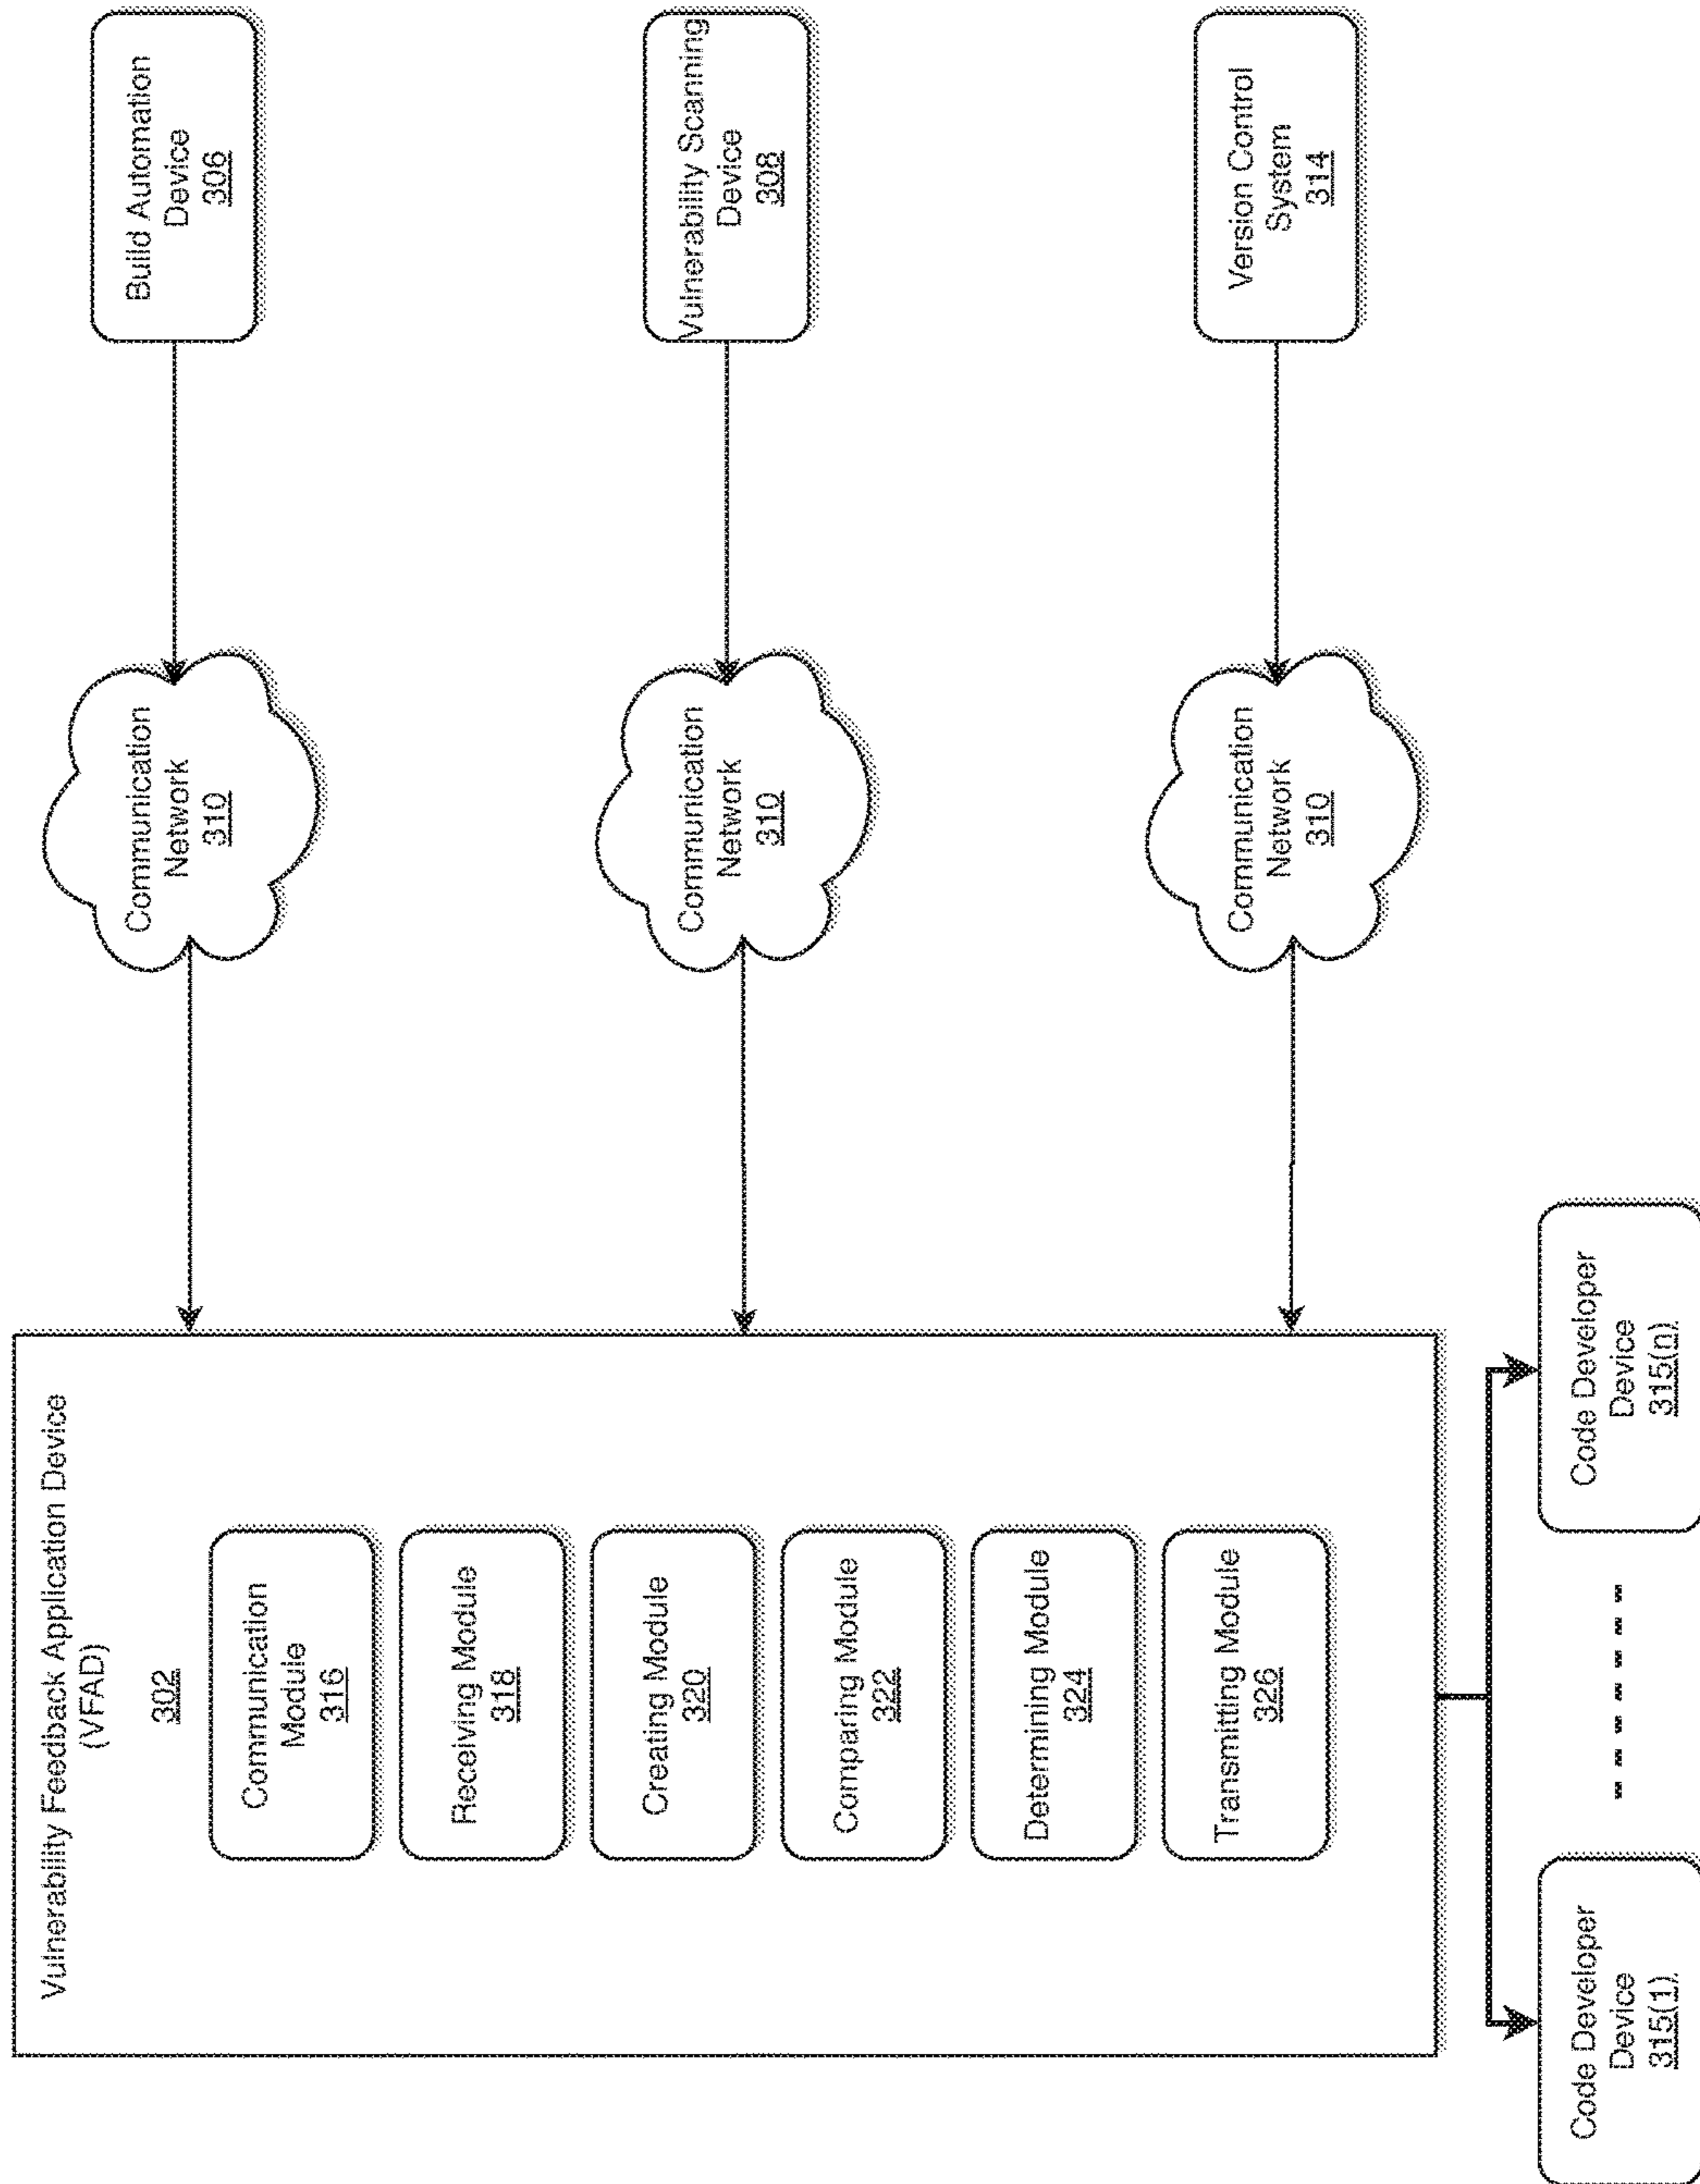 Vulnerability Feedback Application Device
(VFAD)
302
Communication
Module
316
Receiving Module
318
Creating Module
320
Comparing Module
322
Determining Module
324
Transmitting Module
326
Communication
Network
310
Communication
Network
310
Communication
Network
310
Build Automation
Device
306
Vulnerability Scanning
Device
308
Version Control
System
314
Code Developer
Device
315(1)
Code Developer
Device
315(n)